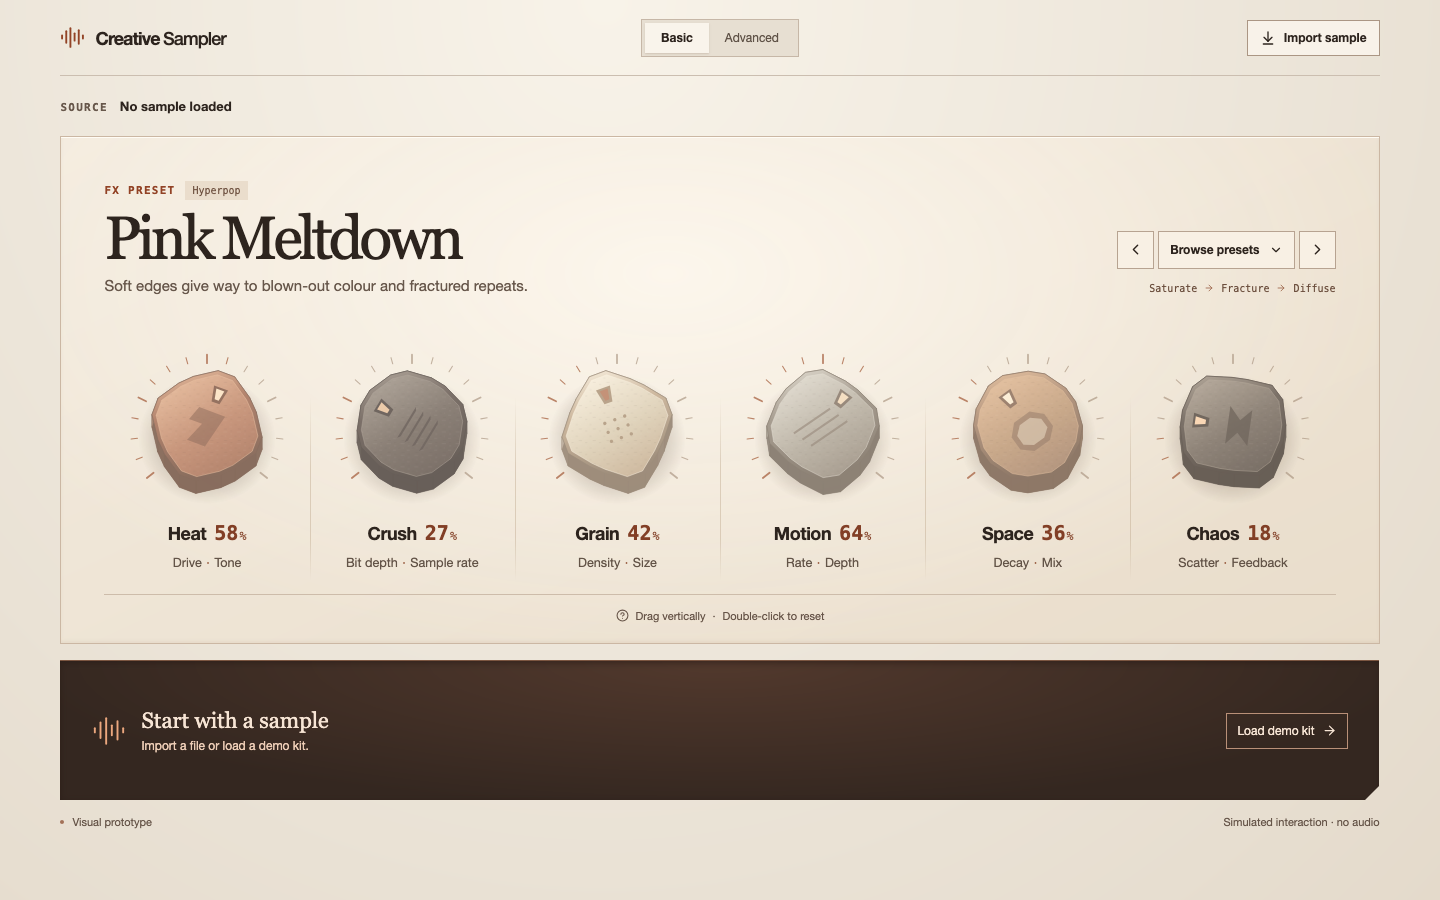 Creative Sampler
Basic Advanced
Import sample
SOURCE No sample loaded
FX PRESET Hyperpop
Pink Meltdown
Soft edges give way to blown-out colour and fractured repeats.
Browse presets
Saturate → Fracture → Diffuse
Heat 58%
Drive · Tone
Crush 27%
Bit depth · Sample rate
Grain 42%
Density · Size
Motion 64%
Rate · Depth
Space 36%
Decay · Mix
Chaos 18%
Scatter · Feedback
Drag vertically · Double-click to reset
Start with a sample
Import a file or load a demo kit.
Load demo kit →
Visual prototype
Simulated interaction · no audio